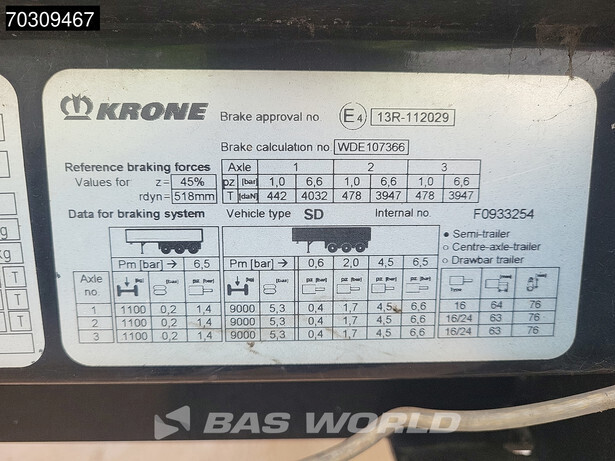 70309467
KRONE
Brake approval no E4 13R-112029
Brake calculation no WDE107366
Reference braking forces
Values for z= 45%
rdyn= 518mm
Axle 1 2 3
pz [bar] 1,0 6,6 1,0 6,6 1,0 6,6
T [daN] 442 4032 478 3947 478 3947
Data for braking system Vehicle type SD Internal no. F0933254
Semi-trailer
Centre-axle-trailer
Drawbar trailer
Pm [bar] → 6,5 Pm [bar] → 0,6 2,0 4,5 6,5
Axle no. [kg] [bar] [kg] [bar]
1 1100 0,2 1,4 9000 5,3 0,4 1,7 4,5 6,6 16 64 76
2 1100 0,2 1,4 9000 5,3 0,4 1,7 4,5 6,6 16/24 63 76
3 1100 0,2 1,4 9000 5,3 0,4 1,7 4,5 6,6 16/24 63 76
kg
kg
T
T
T
BAS WORLD